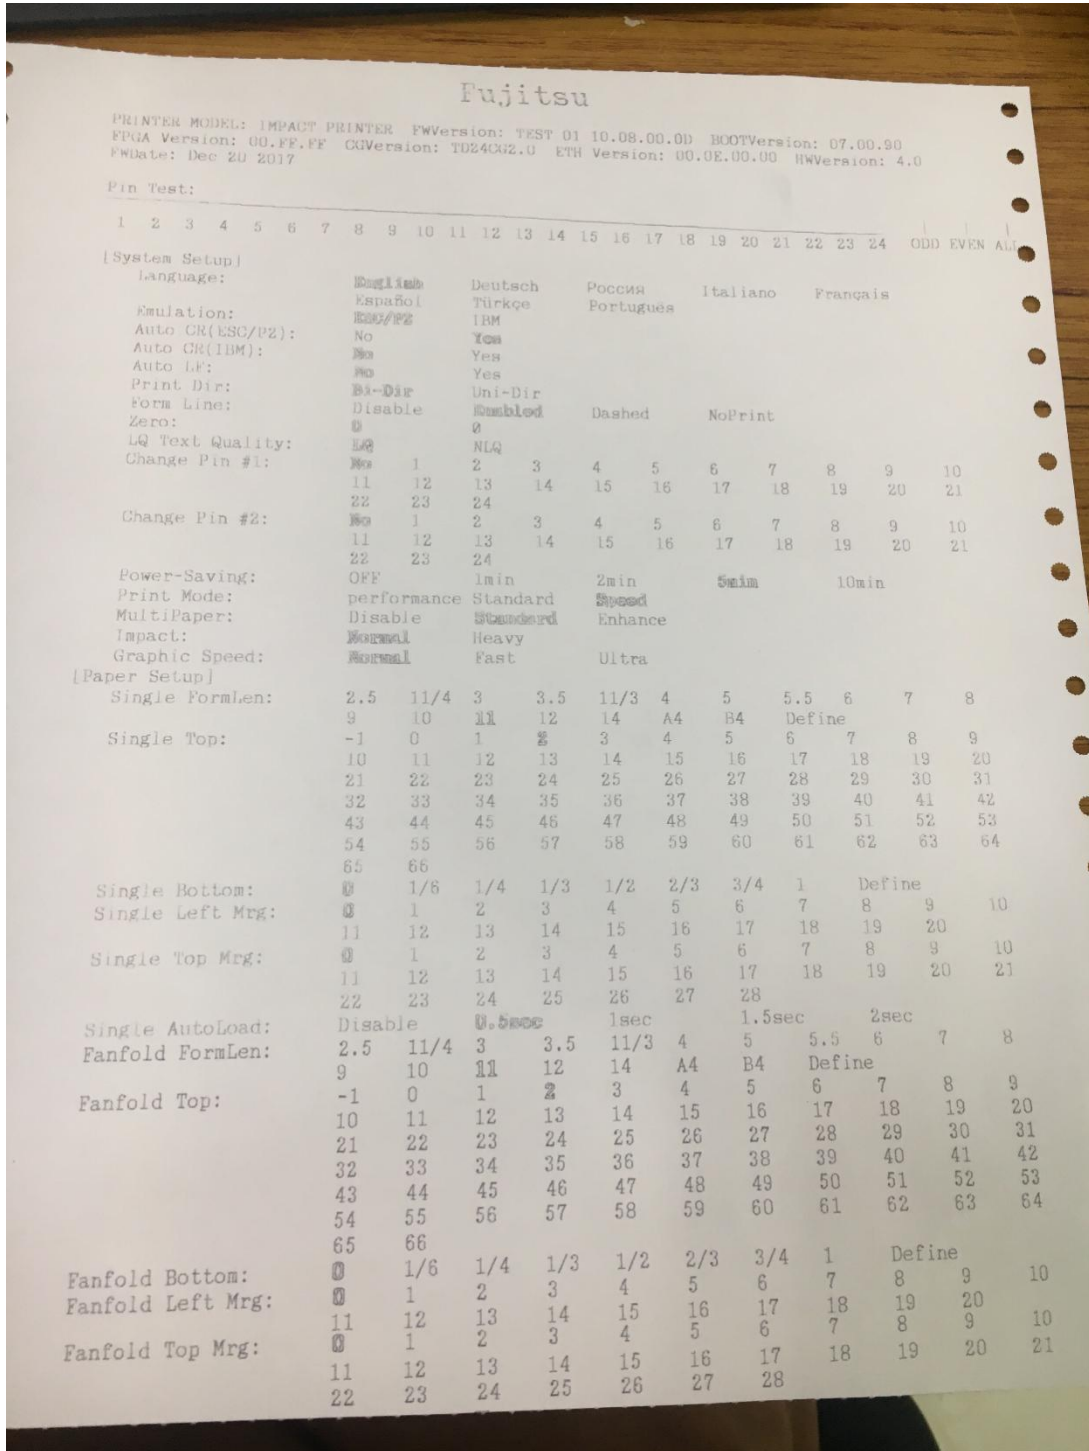 Fujitsu
PRINTER MODEL: IMPACT PRINTER FWVersion: TEST 01 10.08.00.0D BOOTVersion: 07.00.90
FPGA Version: 00.FF.FF CGVersion: TD24CG2.0 ETH Version: 00.0E.00.00 HWVersion: 4.0
FWDate: Dec 20 2017
Pin Test:
1 2 3 4 5 6 7 8 9 10 11 12 13 14 15 16 17 18 19 20 21 22 23 24 ODD EVEN ALL
[System Setup]
Language: English Deutsch Россия Italiano Français
Español Türkçe Português
Emulation: ESC/P2 IBM
Auto CR(ESC/P2): No Yes
Auto CR(IBM): No Yes
Auto LF: No Yes
Print Dir: Bi-Dir Uni-Dir
Form Line: Disable Enabled Dashed NoPrint
Zero: 0 Ø
LQ Text Quality: LQ NLQ
Change Pin #1: No 1 2 3 4 5 6 7 8 9 10
11 12 13 14 15 16 17 18 19 20 21
22 23 24
Change Pin #2: No 1 2 3 4 5 6 7 8 9 10
11 12 13 14 15 16 17 18 19 20 21
22 23 24
Power-Saving: OFF 1min 2min 5mim 10min
Print Mode: performance Standard Speed
MultiPaper: Disable Standard Enhance
Impact: Normal Heavy
Graphic Speed: Normal Fast Ultra
[Paper Setup]
Single FormLen: 2.5 11/4 3 3.5 11/3 4 5 5.5 6 7 8
9 10 11 12 14 A4 B4 Define
Single Top: -1 0 1 2 3 4 5 6 7 8 9
10 11 12 13 14 15 16 17 18 19 20
21 22 23 24 25 26 27 28 29 30 31
32 33 34 35 36 37 38 39 40 41 42
43 44 45 46 47 48 49 50 51 52 53
54 55 56 57 58 59 60 61 62 63 64
65 66
Single Bottom: 0 1/6 1/4 1/3 1/2 2/3 3/4 1 Define
Single Left Mrg: 0 1 2 3 4 5 6 7 8 9 10
11 12 13 14 15 16 17 18 19 20
Single Top Mrg: 0 1 2 3 4 5 6 7 8 9 10
11 12 13 14 15 16 17 18 19 20 21
22 23 24 25 26 27 28
Single AutoLoad: Disable 0.5sec 1sec 1.5sec 2sec
Fanfold FormLen: 2.5 11/4 3 3.5 11/3 4 5 5.5 6 7 8
9 10 11 12 14 A4 B4 Define
Fanfold Top: -1 0 1 2 3 4 5 6 7 8 9
10 11 12 13 14 15 16 17 18 19 20
21 22 23 24 25 26 27 28 29 30 31
32 33 34 35 36 37 38 39 40 41 42
43 44 45 46 47 48 49 50 51 52 53
54 55 56 57 58 59 60 61 62 63 64
65 66
Fanfold Bottom: 0 1/6 1/4 1/3 1/2 2/3 3/4 1 Define
Fanfold Left Mrg: 0 1 2 3 4 5 6 7 8 9 10
11 12 13 14 15 16 17 18 19 20
Fanfold Top Mrg: 0 1 2 3 4 5 6 7 8 9 10
11 12 13 14 15 16 17 18 19 20 21
22 23 24 25 26 27 28